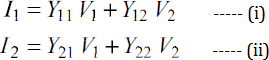 I₁ = Y₁₁ V₁ + Y₁₂ V₂ ----- (i)
I₂ = Y₂₁ V₁ + Y₂₂ V₂ ----- (ii)